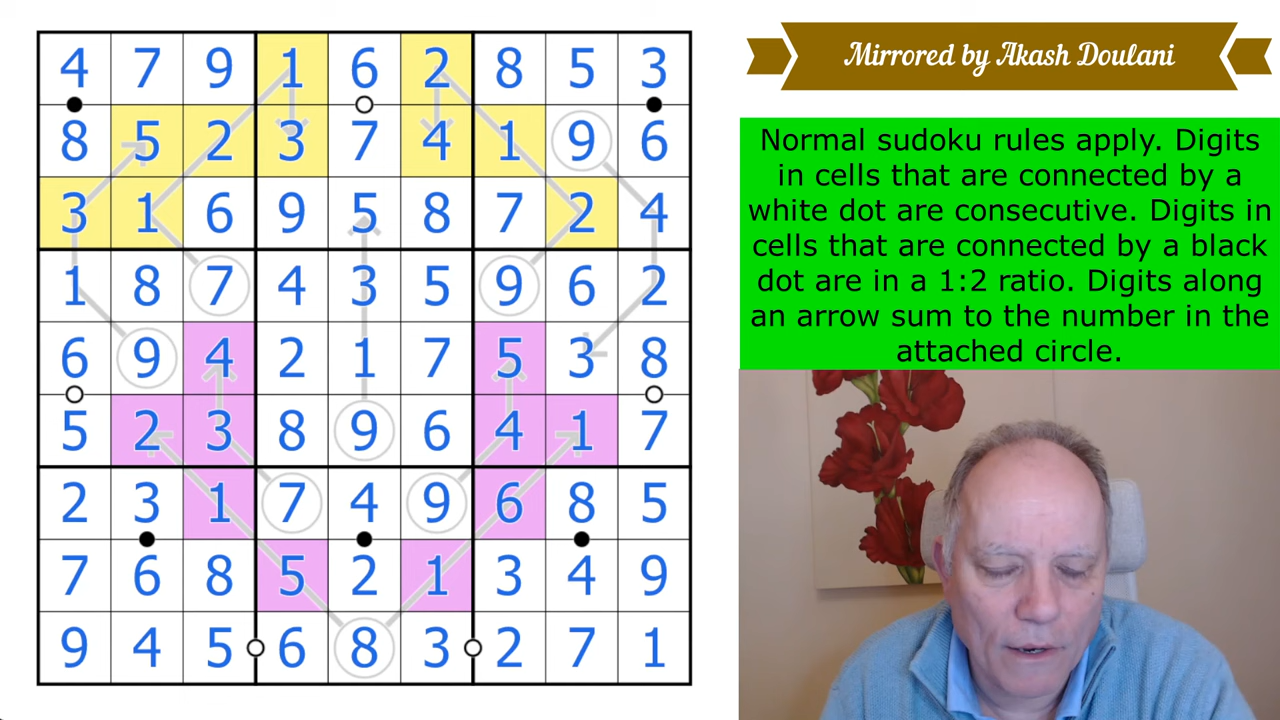 4 7 9 1 6 2 8 5 3
8 5 2 3 7 4 1 9 6
3 1 6 9 5 8 7 2 4
1 8 7 4 3 5 9 6 2
6 9 4 2 1 7 5 3 8
5 2 3 8 9 6 4 1 7
2 3 1 7 4 9 6 8 5
7 6 8 5 2 1 3 4 9
9 4 5 6 8 3 2 7 1
Mirrored by Akash Doulani
Normal sudoku rules apply. Digits
in cells that are connected by a
white dot are consecutive. Digits in
cells that are connected by a black
dot are in a 1:2 ratio. Digits along
an arrow sum to the number in the
attached circle.